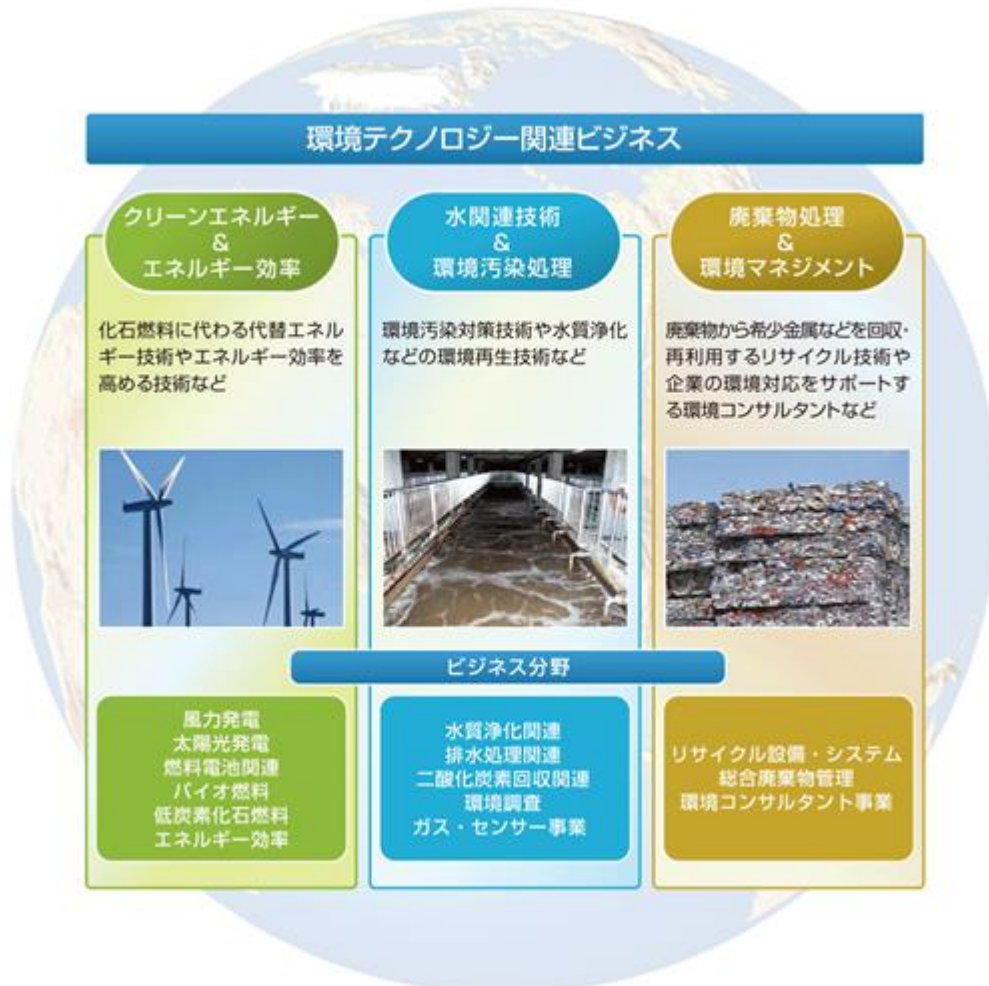 環境テクノロジー関連ビジネス
クリーンエネルギー
&
エネルギー効率
化石燃料に代わる代替エネル
ギー技術やエネルギー効率を
高める技術など
水関連技術
&
環境汚染処理
環境汚染対策技術や水質浄化
などの環境再生技術など
廃棄物処理
&
環境マネジメント
廃棄物から希少金属などを回収・
再利用するリサイクル技術や
企業の環境対応をサポートす
る環境コンサルタントなど
ビジネス分野
風力発電
太陽光発電
燃料電池関連
バイオ燃料
低炭素化石燃料
エネルギー効率
水質浄化関連
排水処理関連
二酸化炭素回収関連
環境調査
ガス・センサー事業
リサイクル設備・システム
総合廃棄物管理
環境コンサルタント事業